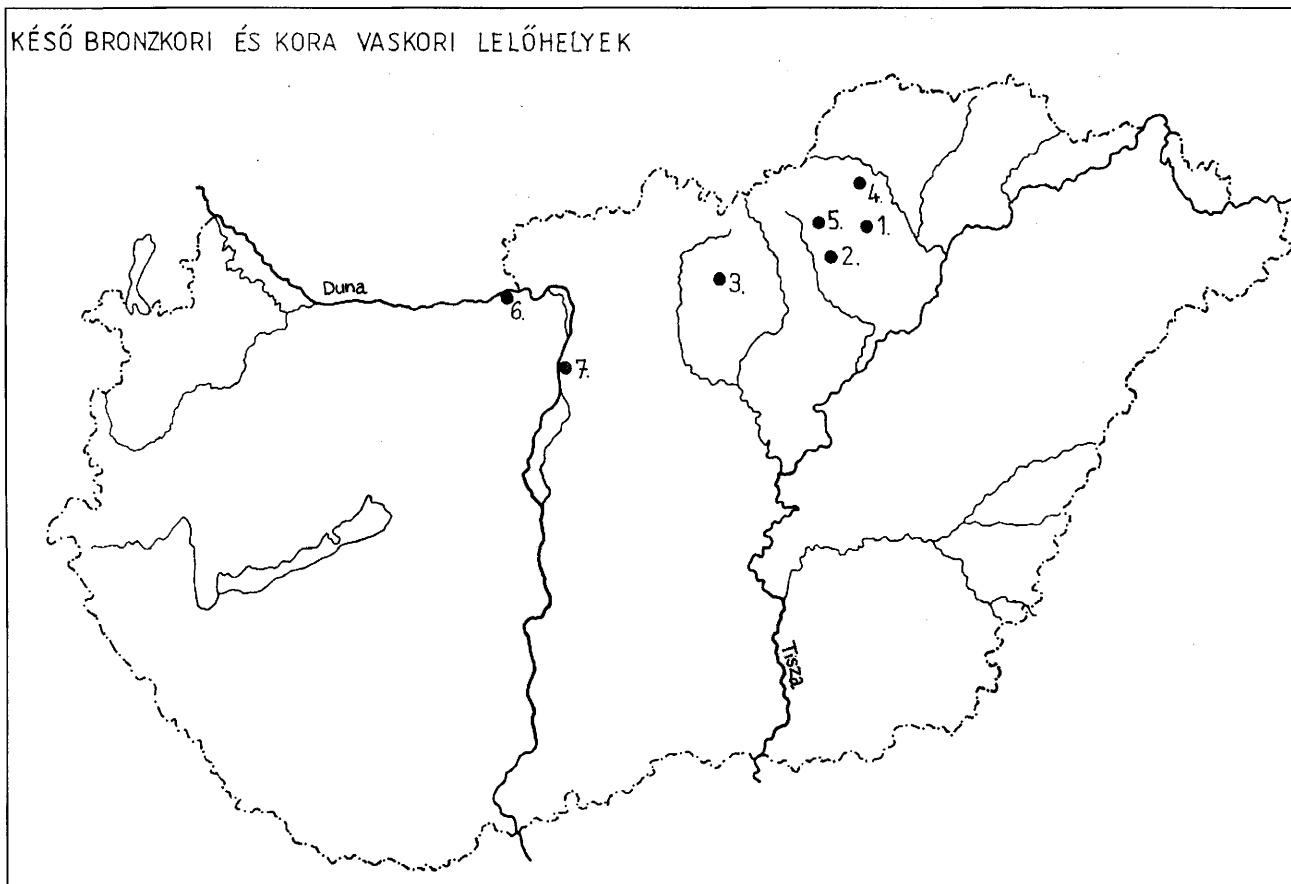 KÉSŐ BRONZKORI ÉS KORA VASKORI LELŐHELYEK
4.
5.
1.
2.
3.
Duna
6.
7.
Tisza